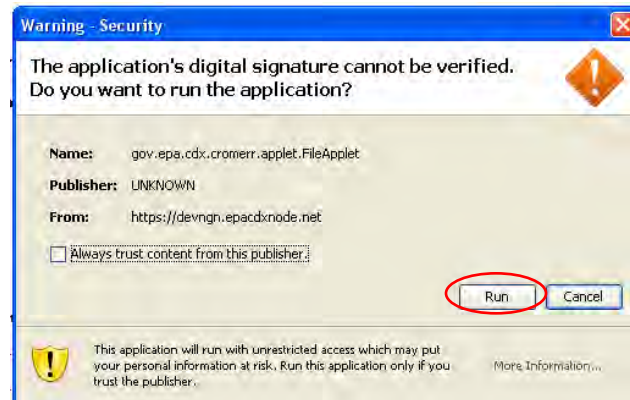 Warning - Security
The application's digital signature cannot be verified.
Do you want to run the application?
Name: gov.epa.cdx.cromerr.applet.FileApplet
Publisher: UNKNOWN
From: https://devngn.epacdxnode.net
Always trust content from this publisher.
Run Cancel
This application will run with unrestricted access which may put
your personal information at risk. Run this application only if you
trust the publisher.
More Information...